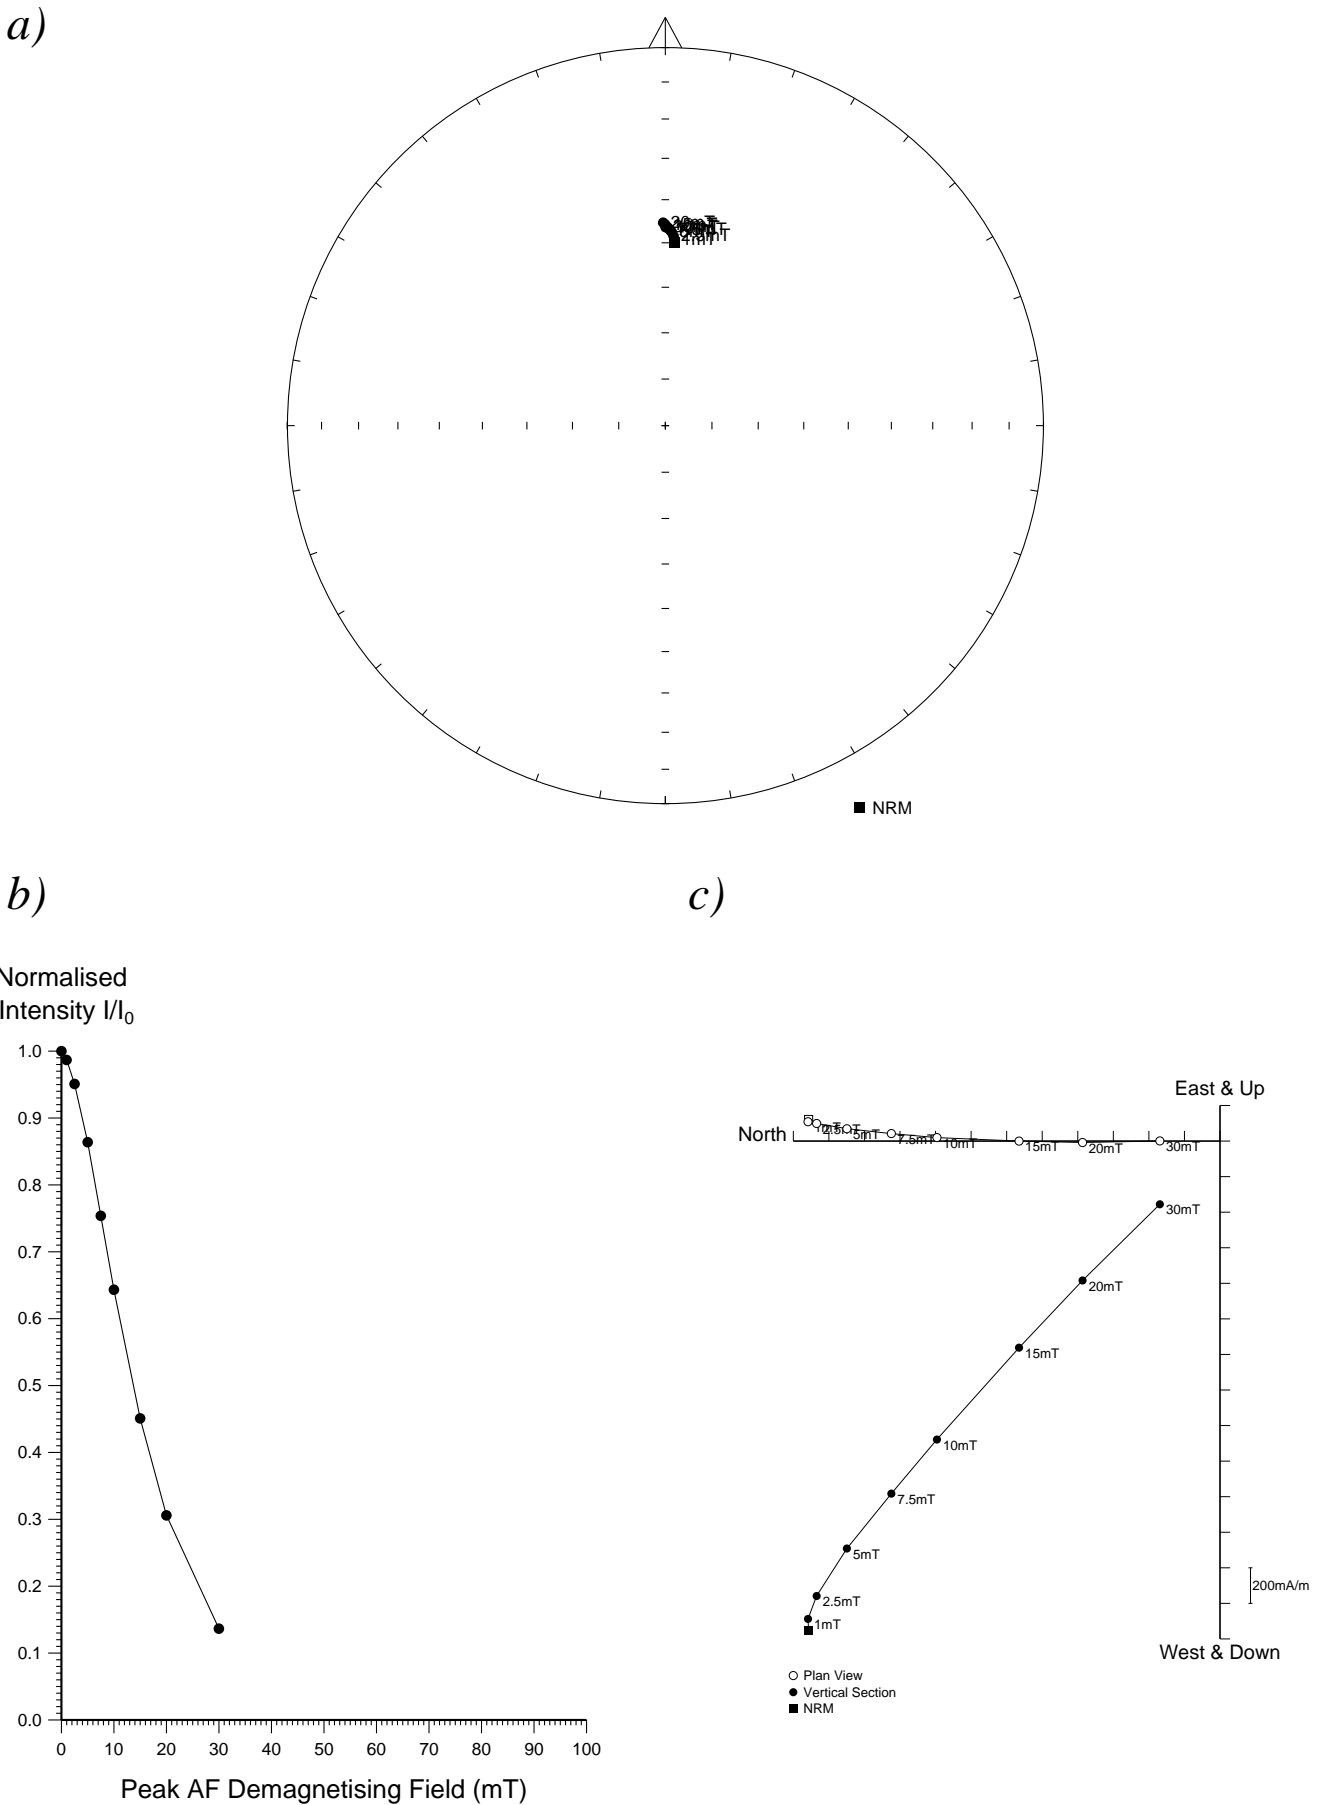 a)
NRM
b)
c)
Normalised
Intensity I/I0
1.0
0.9
0.8
0.7
0.6
0.5
0.4
0.3
0.2
0.1
0.0
0 10 20 30 40 50 60 70 80 90 100
Peak AF Demagnetising Field (mT)
East & Up
North
2.5mT
5mT
7.5mT
10mT
15mT
20mT
30mT
30mT
20mT
15mT
10mT
7.5mT
5mT
2.5mT
1mT
200mA/m
West & Down
Plan View
Vertical Section
NRM